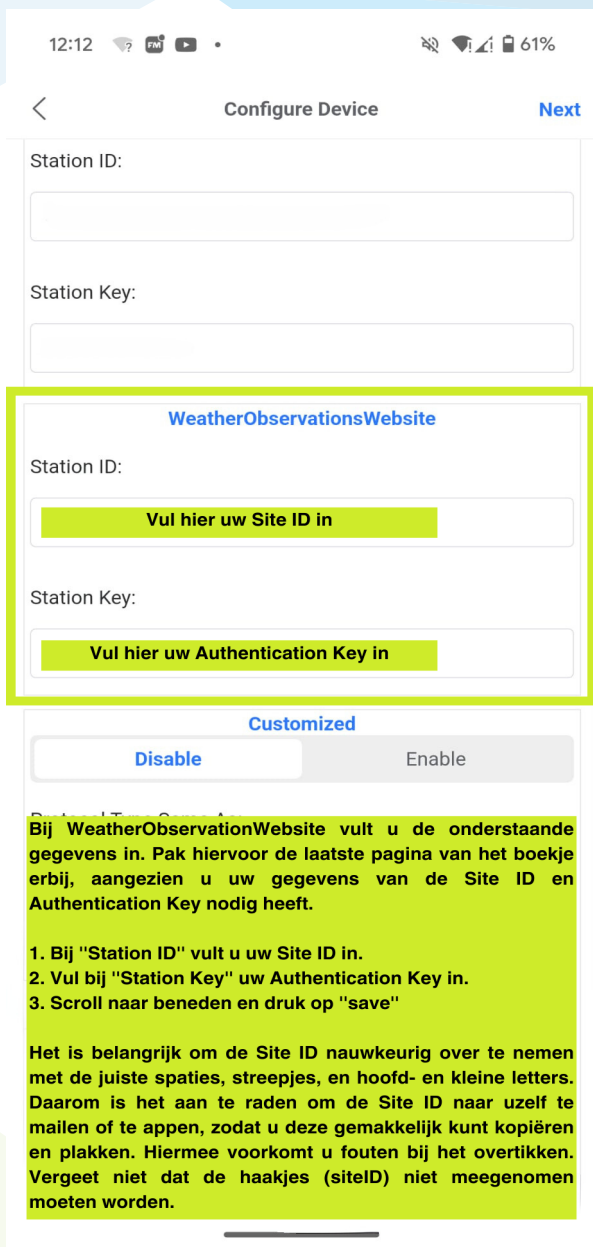 12:12
61%
Configure Device
Next
Station ID:
Station Key:
WeatherObservationsWebsite
Station ID:
Vul hier uw Site ID in
Station Key:
Vul hier uw Authentication Key in
Customized
Disable
Enable
Bij WeatherObservationWebsite vult u de onderstaande
gegevens in. Pak hiervoor de laatste pagina van het boekje
erbij, aangezien u uw gegevens van de Site ID en
Authentication Key nodig heeft.
1. Bij "Station ID" vult u uw Site ID in.
2. Vul bij "Station Key" uw Authentication Key in.
3. Scroll naar beneden en druk op "save"
Het is belangrijk om de Site ID nauwkeurig over te nemen
met de juiste spaties, streepjes, en hoofd- en kleine letters.
Daarom is het aan te raden om de Site ID naar uzelf te
mailen of te appen, zodat u deze gemakkelijk kunt kopiëren
en plakken. Hiermee voorkomt u fouten bij het overtikken.
Vergeet niet dat de haakjes (siteID) niet meegenomen
moeten worden.